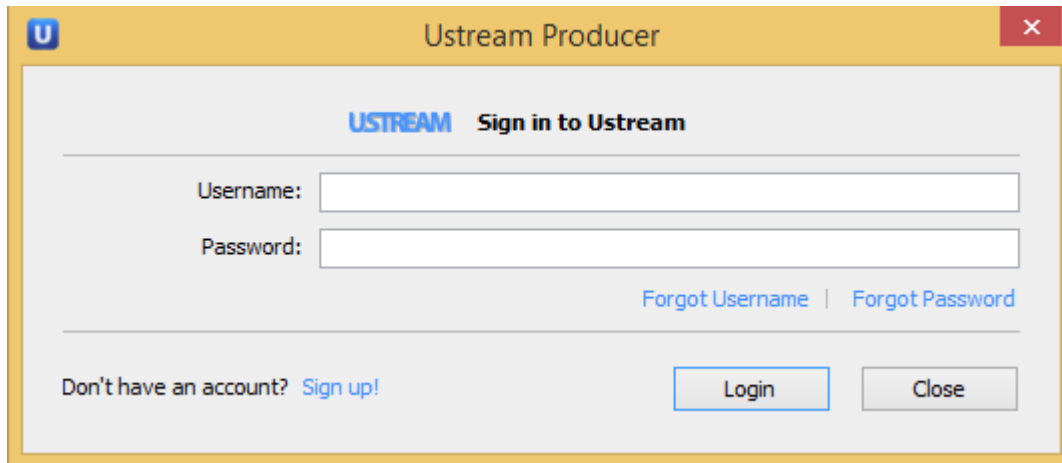 U Ustream Producer
USTREAM Sign in to Ustream
Username:
Password:
Forgot Username | Forgot Password
Don't have an account? Sign up! Login Close